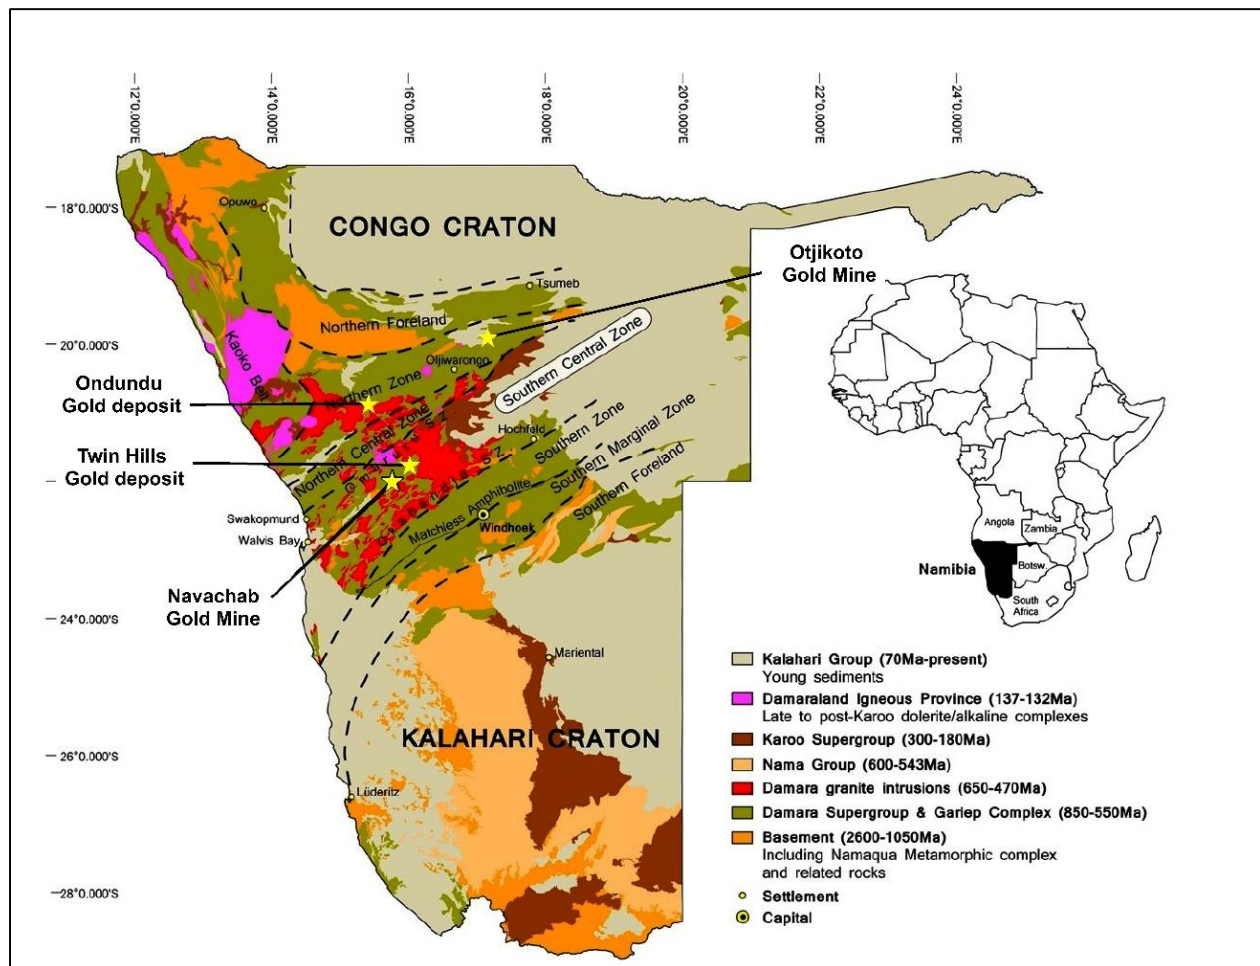 12°0.000'E
14°0.000'E
16°0.000'E
18°0.000'E
20°0.000'E
22°0.000'E
24°0.000'E
18°0.000'S
20°0.000'S
24°0.000'S
26°0.000'S
28°0.000'S
Opuwo
CONGO CRATON
Otjikoto
Gold Mine
Tsumeb
Northern Foreland
Kaoko Belt
Otjiwarongo
Southern Central Zone
Ondundu
Gold deposit
Northern Zone
Northern Central Zone
SZ
Hochfeld
Southern Zone
Southern Marginal Zone
Southern Foreland
Twin Hills
Gold deposit
Okahandja SZ
Matchless Amphibolite
Swakopmund
Walvis Bay
Windhoek
Navachab
Gold Mine
Mariental
KALAHARI CRATON
Lüderitz
Angola
Zambia
Namibia
Botsw.
South
Africa
Kalahari Group (70Ma-present)
Young sediments
Damaraland Igneous Province (137-132Ma)
Late to post-Karoo dolerite/alkaline complexes
Karoo Supergroup (300-180Ma)
Nama Group (600-543Ma)
Damara granite intrusions (650-470Ma)
Damara Supergroup & Gariep Complex (850-550Ma)
Basement (2600-1050Ma)
Including Namaqua Metamorphic complex
and related rocks
Settlement
Capital